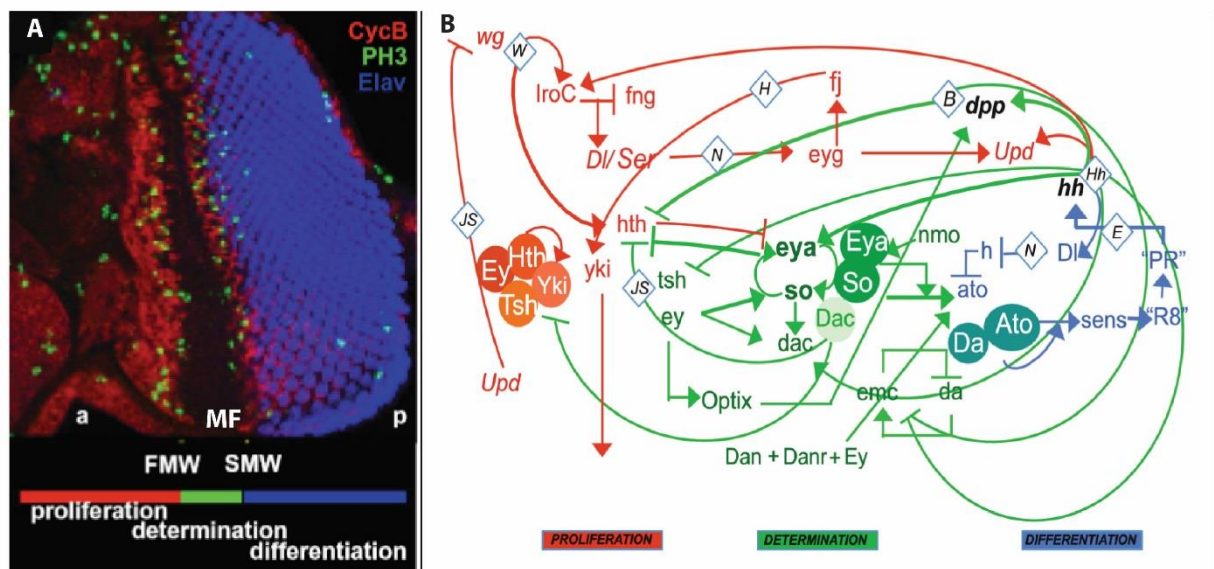 A
CycB
PH3
Elav
a
MF
p
FMW
SMW
proliferation
determination
differentiation
B
wg
W
IroC
fng
H
fj
B
dpp
Dl/Ser
N
eyg
Upd
Hh
hh
JS
hth
eya
Eya
nmo
h
N
Dl
E
"PR"
Ey
Hth
Yki
Tsh
yki
JS
tsh
so
So
ato
ey
Dac
dac
Da
Ato
sens
"R8"
Upd
Optix
emc
da
Dan + Danr + Ey
PROLIFERATION
DETERMINATION
DIFFERENTIATION